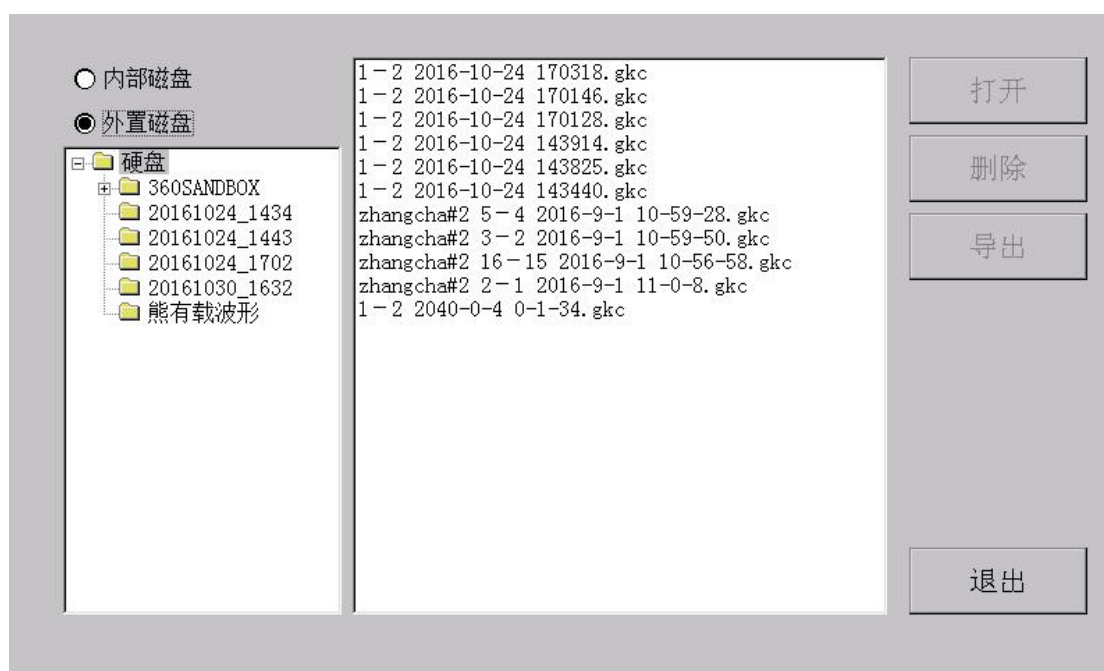 内部磁盘
外置磁盘
硬盘
360SANDBOX
20161024_1434
20161024_1443
20161024_1702
20161030_1632
熊有载波形
1－2 2016-10-24 170318.gkc
1－2 2016-10-24 170146.gkc
1－2 2016-10-24 170128.gkc
1－2 2016-10-24 143914.gkc
1－2 2016-10-24 143825.gkc
1－2 2016-10-24 143440.gkc
zhangcha#2 5－4 2016-9-1 10-59-28.gkc
zhangcha#2 3－2 2016-9-1 10-59-50.gkc
zhangcha#2 16－15 2016-9-1 10-56-58.gkc
zhangcha#2 2－1 2016-9-1 11-0-8.gkc
1－2 2040-0-4 0-1-34.gkc
打开
删除
导出
退出